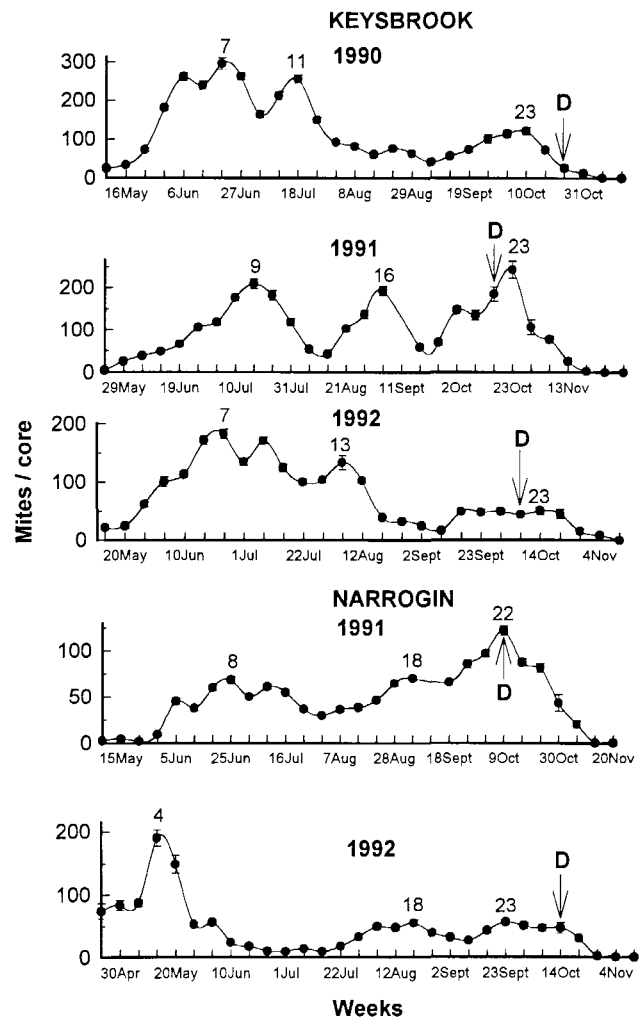 KEYSBROOK
1990
7
11
23
D
300
200
100
0
16May 6Jun 27Jun 18Jul 8Aug 29Aug 19Sept 10Oct 31Oct
1991
9
16
D
23
200
100
0
29May 19Jun 10Jul 31Jul 21Aug 11Sept 2Oct 23Oct 13Nov
1992
7
13
D
23
200
100
0
20May 10Jun 1Jul 22Jul 12Aug 2Sept 23Sept 14Oct 4Nov
Mites / core
NARROGIN
1991
8
18
22
D
100
50
0
15May 5Jun 25Jun 16Jul 7Aug 28Aug 18Sept 9Oct 30Oct 20Nov
1992
4
18
23
D
200
100
0
30Apr 20May 10Jun 1Jul 22Jul 12Aug 2Sept 23Sept 14Oct 4Nov
Weeks